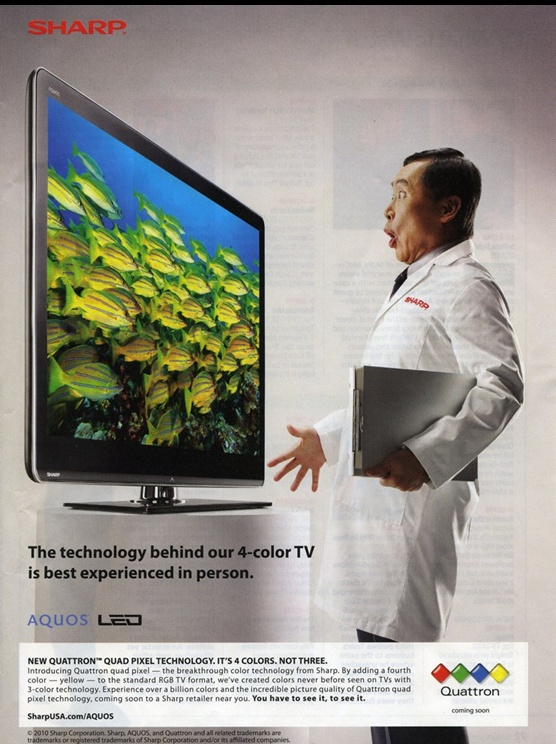 SHARP
AQUOS
SHARP
SHARP
The technology behind our 4-color TV
is best experienced in person.
AQUOS LED
NEW QUATTRON™ QUAD PIXEL TECHNOLOGY. IT'S 4 COLORS. NOT THREE.
Introducing Quattron quad pixel — the breakthrough color technology from Sharp. By adding a fourth
color — yellow — to the standard RGB TV format, we've created colors never before seen on TVs with
3-color technology. Experience over a billion colors and the incredible picture quality of Quattron quad
pixel technology, coming soon to a Sharp retailer near you. You have to see it, to see it.
SharpUSA.com/AQUOS
Quattron
coming soon
© 2010 Sharp Corporation. Sharp, AQUOS, and Quattron and all related trademarks are
trademarks or registered trademarks of Sharp Corporation and/or its affiliated companies.